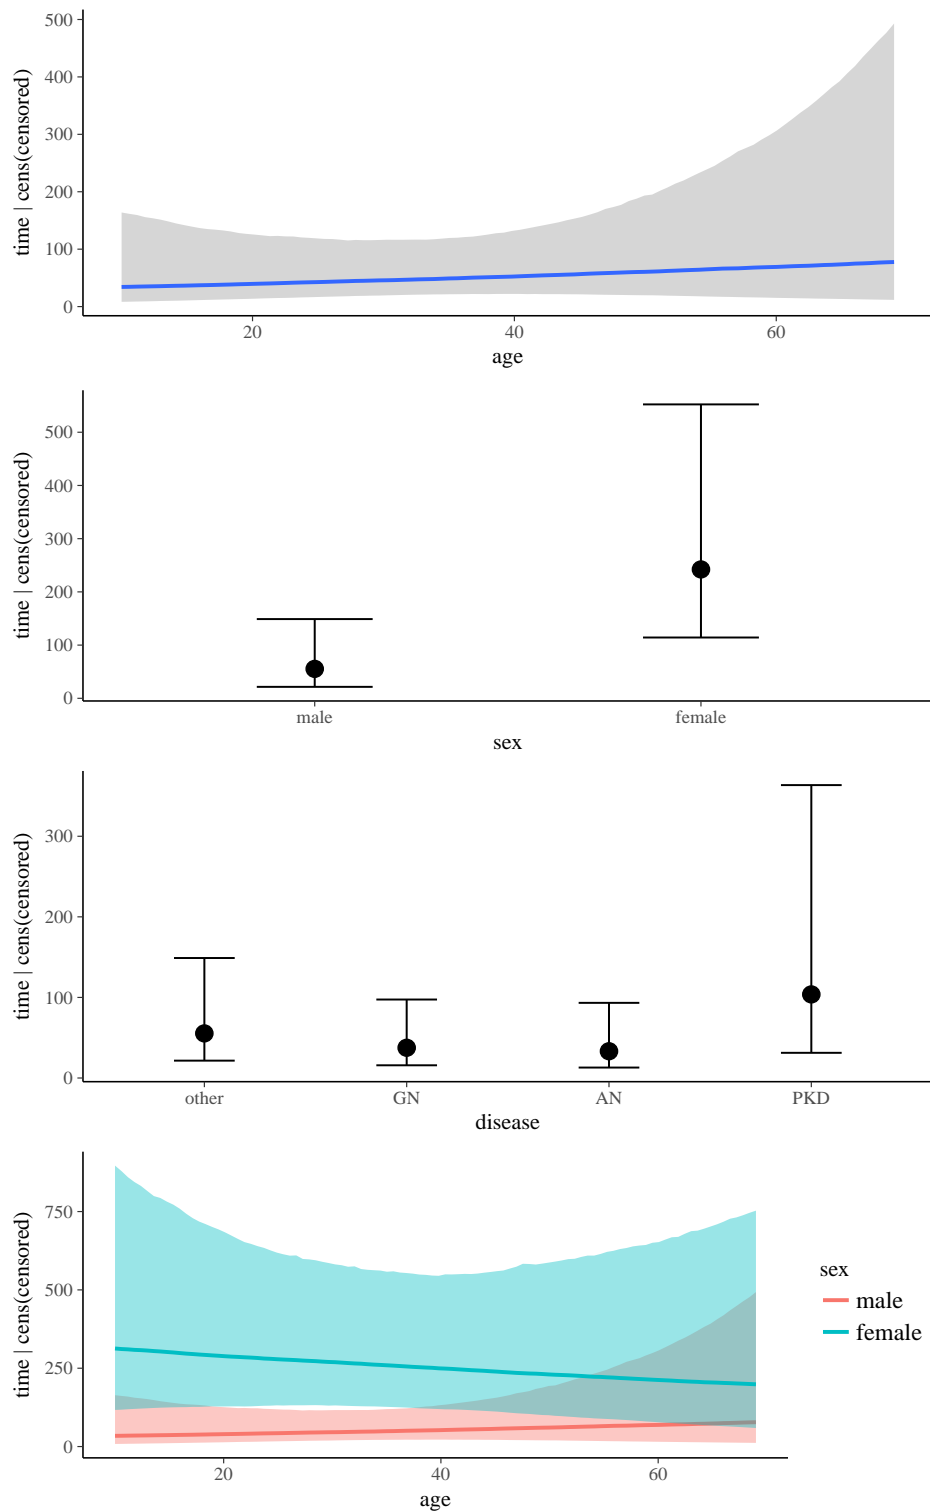 500
400
300
200
100
0
time | cens(censored)
20 40 60
age
500
400
300
200
100
0
time | cens(censored)
male female
sex
300
200
100
0
time | cens(censored)
other GN AN PKD
disease
750
500
250
0
time | cens(censored)
20 40 60
age
sex
male
female